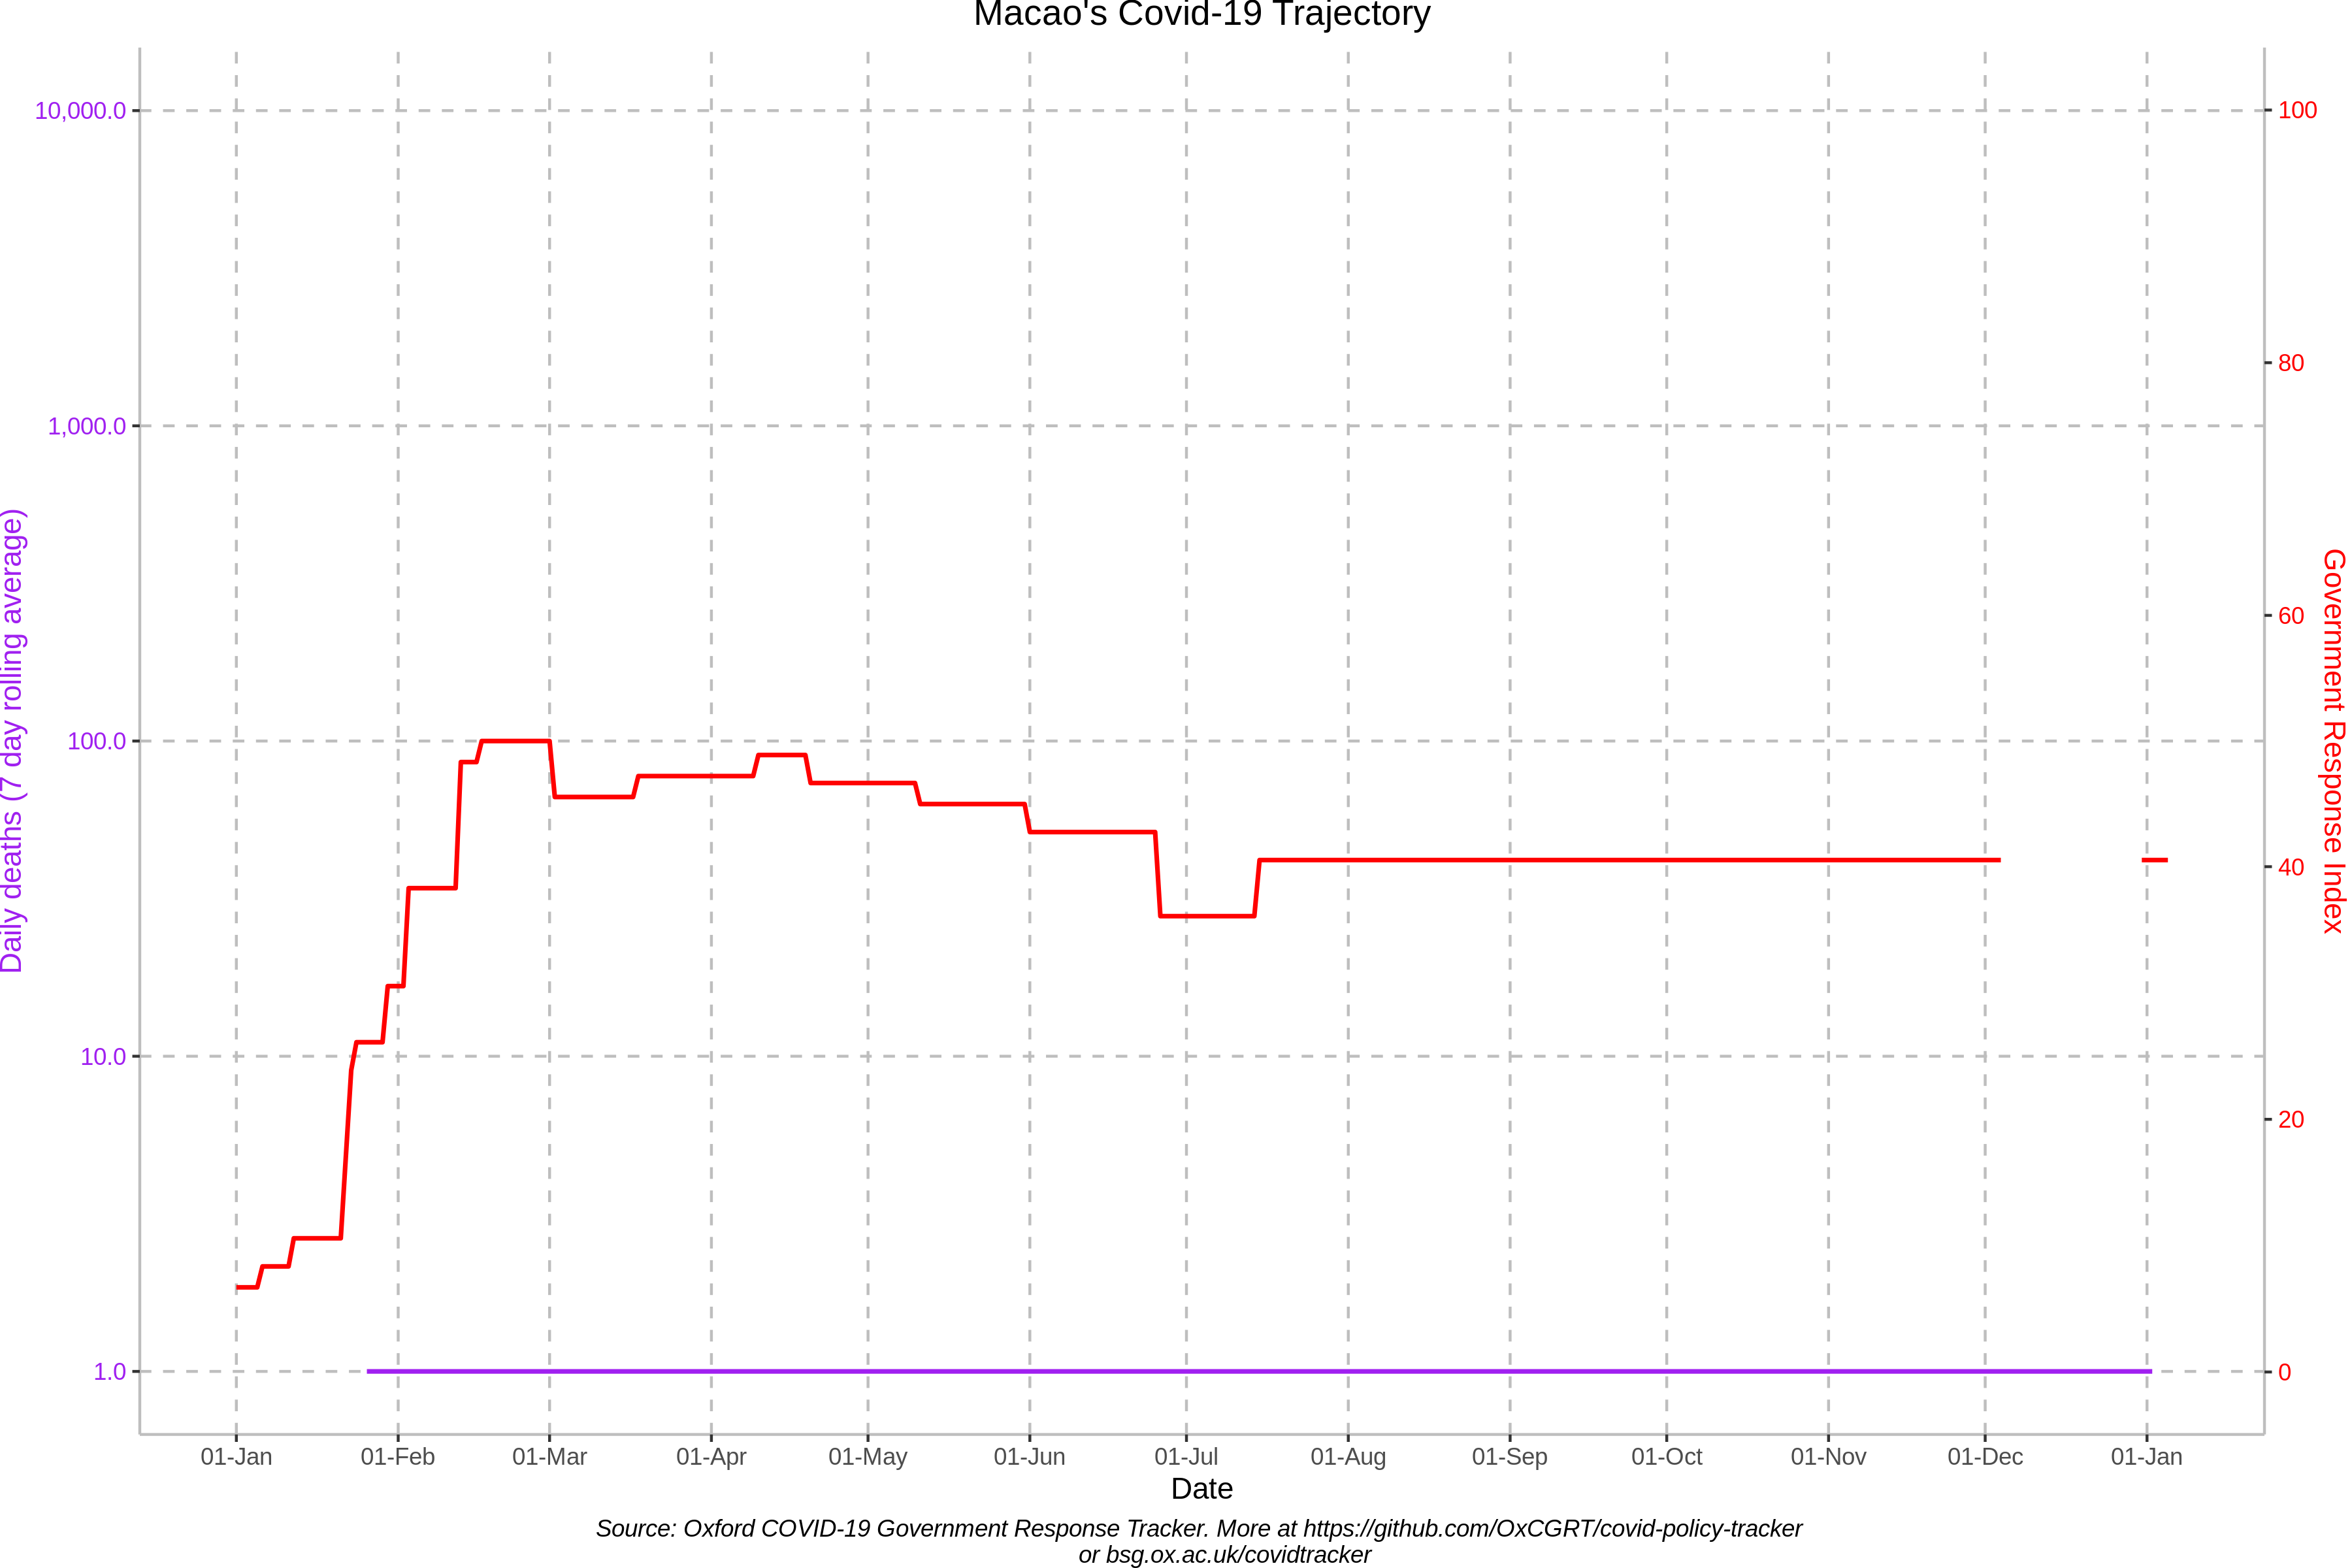 Macao's Covid-19 Trajectory
10,000.0
1,000.0
100.0
10.0
1.0
Daily deaths (7 day rolling average)
100
80
60
40
20
0
Government Response Index
01-Jan
01-Feb
01-Mar
01-Apr
01-May
01-Jun
01-Jul
01-Aug
01-Sep
01-Oct
01-Nov
01-Dec
01-Jan
Date
Source: Oxford COVID-19 Government Response Tracker. More at https://github.com/OxCGRT/covid-policy-tracker
or bsg.ox.ac.uk/covidtracker